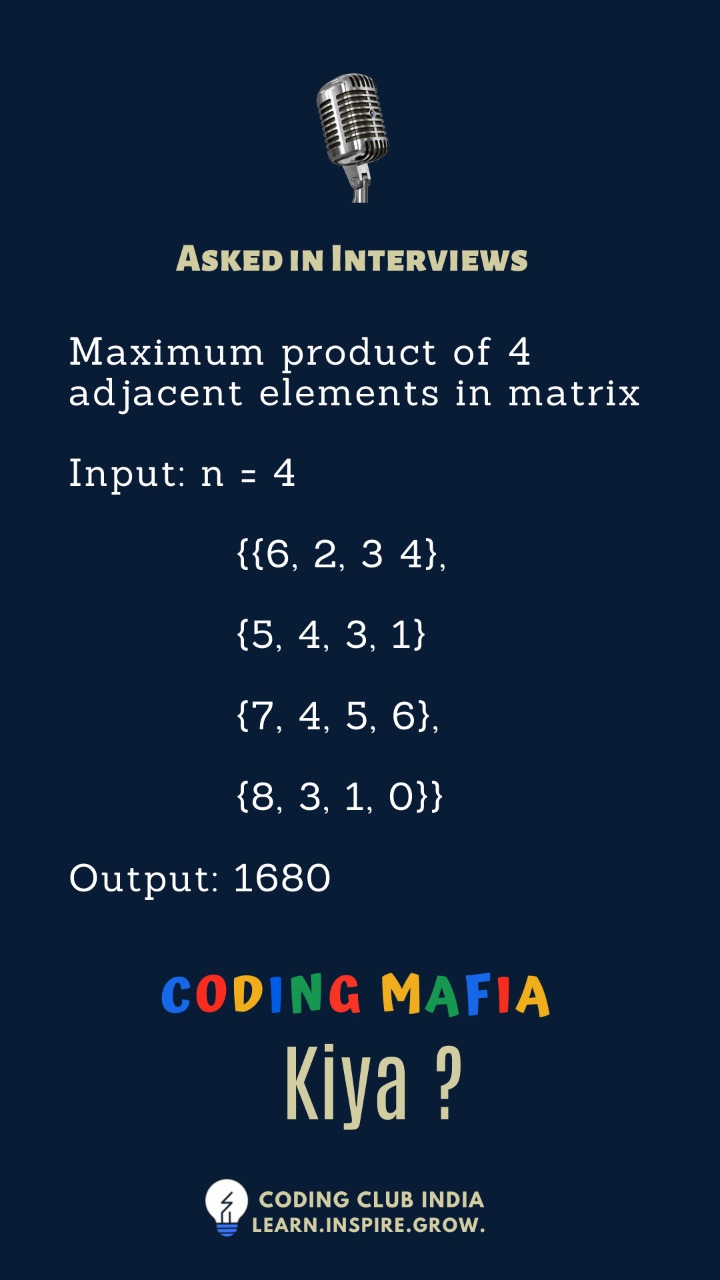 Asked in Interviews
Maximum product of 4
adjacent elements in matrix
Input: n = 4
{{6, 2, 3 4},
{5, 4, 3, 1}
{7, 4, 5, 6},
{8, 3, 1, 0}}
Output: 1680
CODING MAFIA
Kiya ?
CODING CLUB INDIA
LEARN.INSPIRE.GROW.